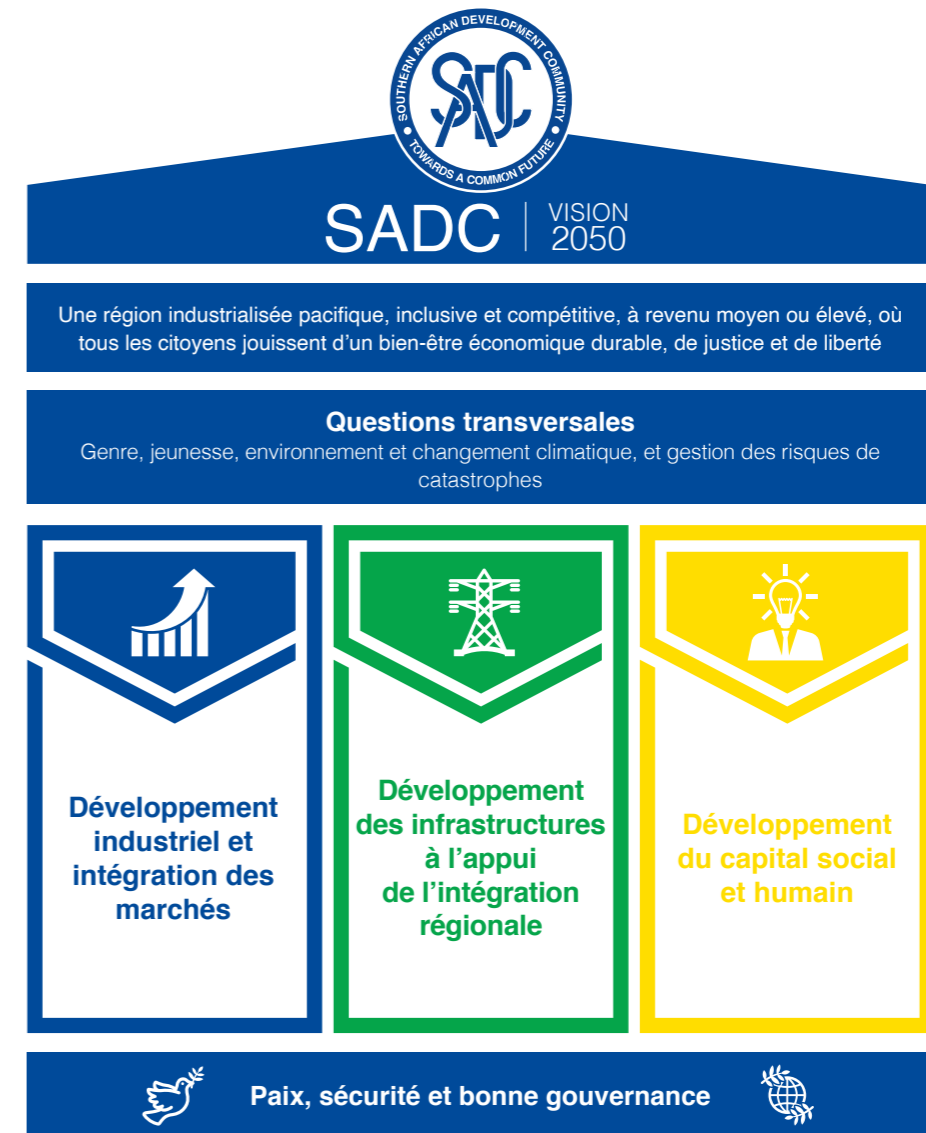 SOUTHERN AFRICAN DEVELOPMENT COMMUNITY
SADC
TOWARDS A COMMON FUTURE
SADC
VISION
2050
Une région industrialisée pacifique, inclusive et compétitive, à revenu moyen ou élevé, où
tous les citoyens jouissent d’un bien-être économique durable, de justice et de liberté
Questions transversales
Genre, jeunesse, environnement et changement climatique, et gestion des risques de
catastrophes
Développement
industriel et
intégration des
marchés
Développement
des infrastructures
à l’appui
de l’intégration
régionale
Développement
du capital social
et humain
Paix, sécurité et bonne gouvernance